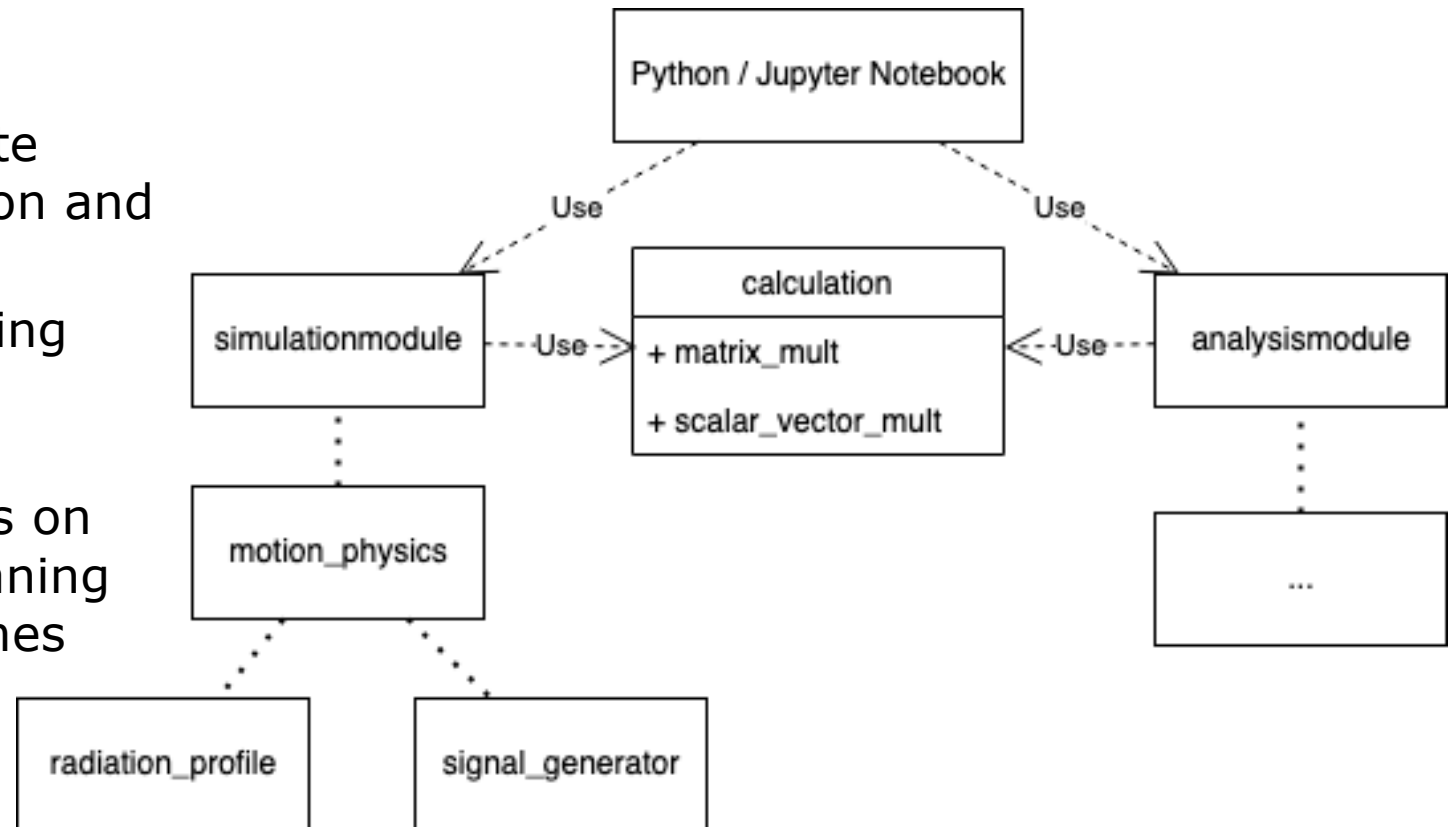 te
on and
ing
s on
nning
nes
Python / Jupyter Notebook
Use
Use
simulationmodule
Use
calculation
+ matrix_mult
+ scalar_vector_mult
Use
analysismodule
motion_physics
...
radiation_profile
signal_generator